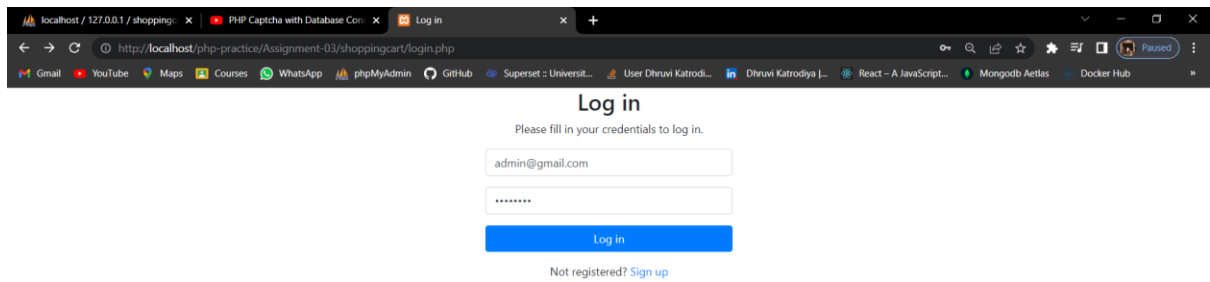 localhost / 127.0.0.1 / shoppingc
PHP Captcha with Database Con
Log in
http://localhost/php-practice/Assignment-03/shoppingcart/login.php
Paused
Gmail YouTube Maps Courses WhatsApp phpMyAdmin GitHub Superset :: Universit... User Dhruvi Katrodi... Dhruvi Katrodiya |... React – A JavaScript... Mongodb Aetlas Docker Hub »
Log in
Please fill in your credentials to log in.
admin@gmail.com
••••••••
Log in
Not registered? Sign up